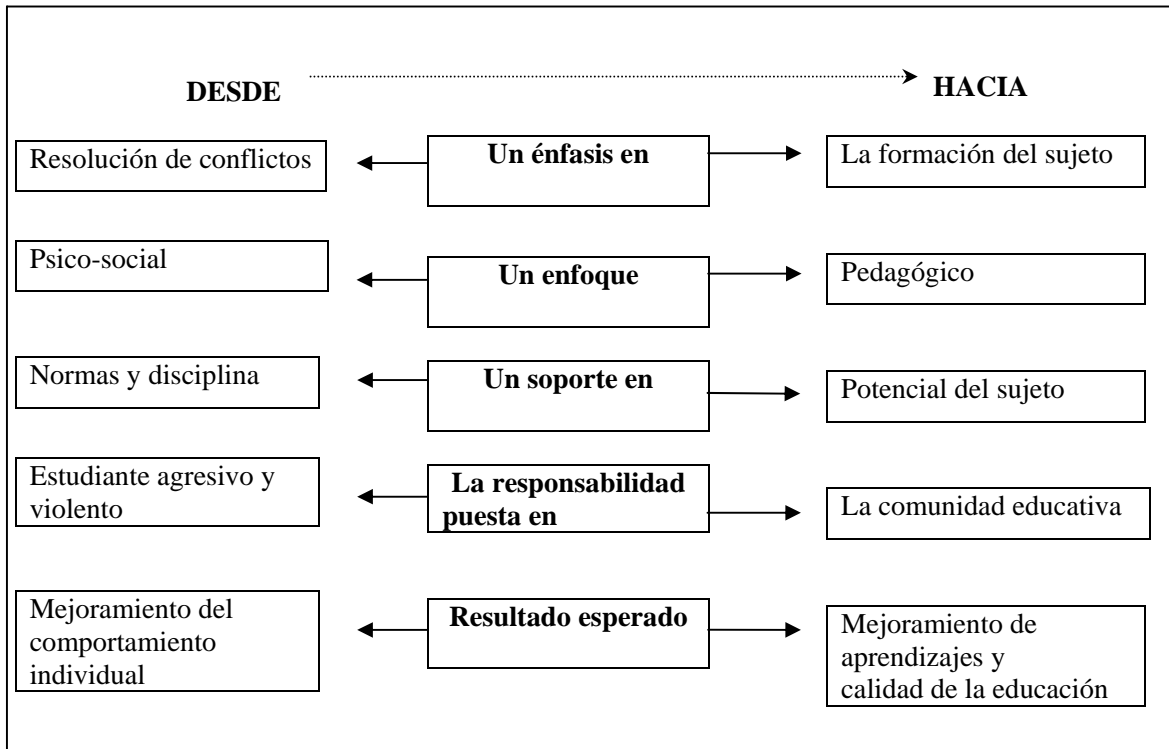 DESDE
HACIA
Resolución de conflictos
Un énfasis en
La formación del sujeto
Psico-social
Un enfoque
Pedagógico
Normas y disciplina
Un soporte en
Potencial del sujeto
Estudiante agresivo y
violento
La responsabilidad
puesta en
La comunidad educativa
Mejoramiento del
comportamiento
individual
Resultado esperado
Mejoramiento de
aprendizajes y
calidad de la educación